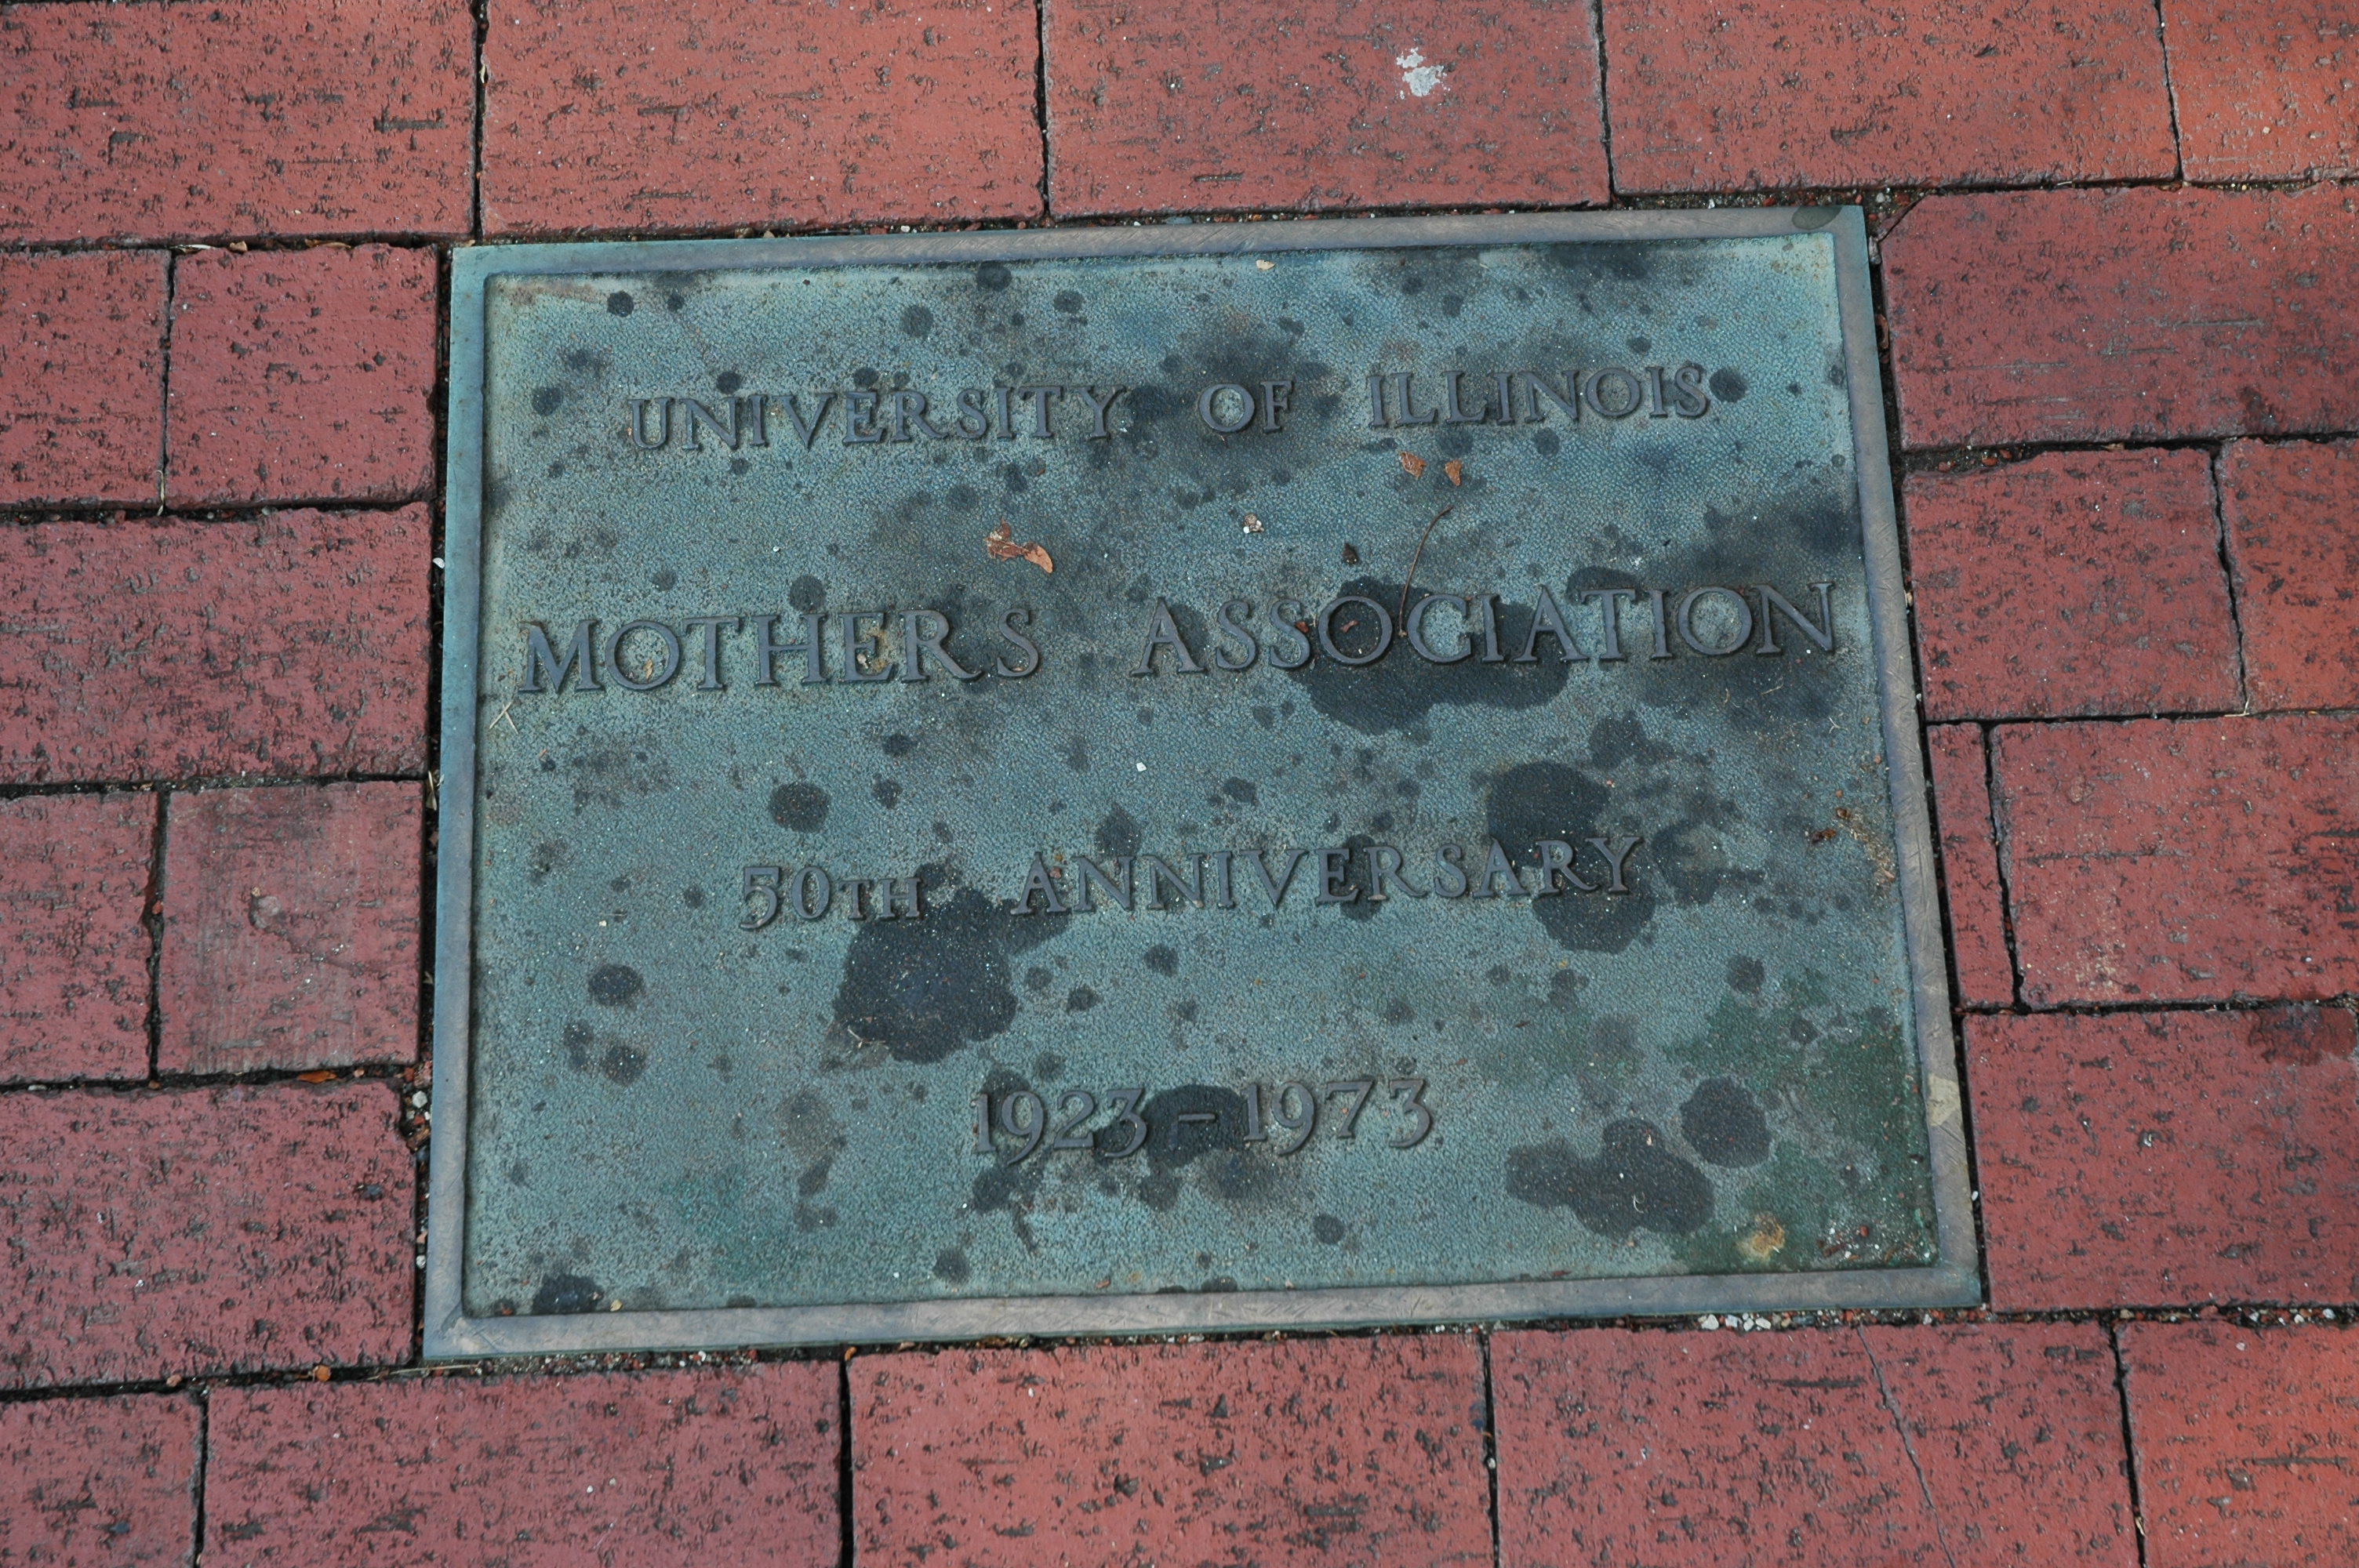 UNIVERSITY OF ILLINOIS
MOTHERS ASSOCIATION
50TH ANNIVERSARY
1923-1973